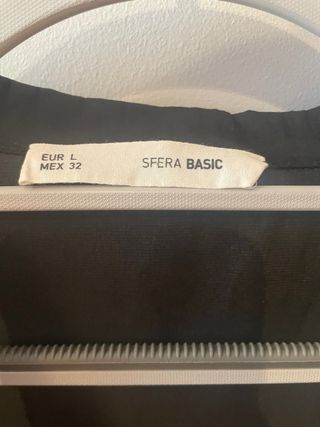 EUR L
MEX 32
SFERA BASIC